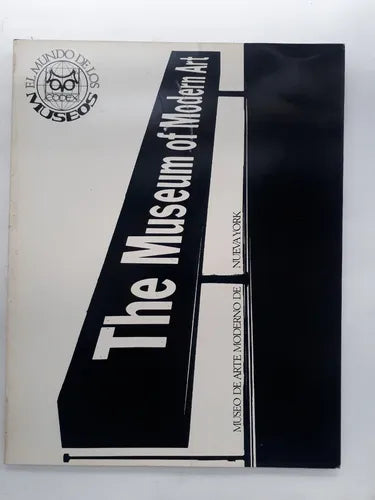 EL MUNDO DE LOS
MUSEOS
CODEX
The Museum of Modern Art
MUSEO DE ARTE MODERNO DE NUEVA YORK